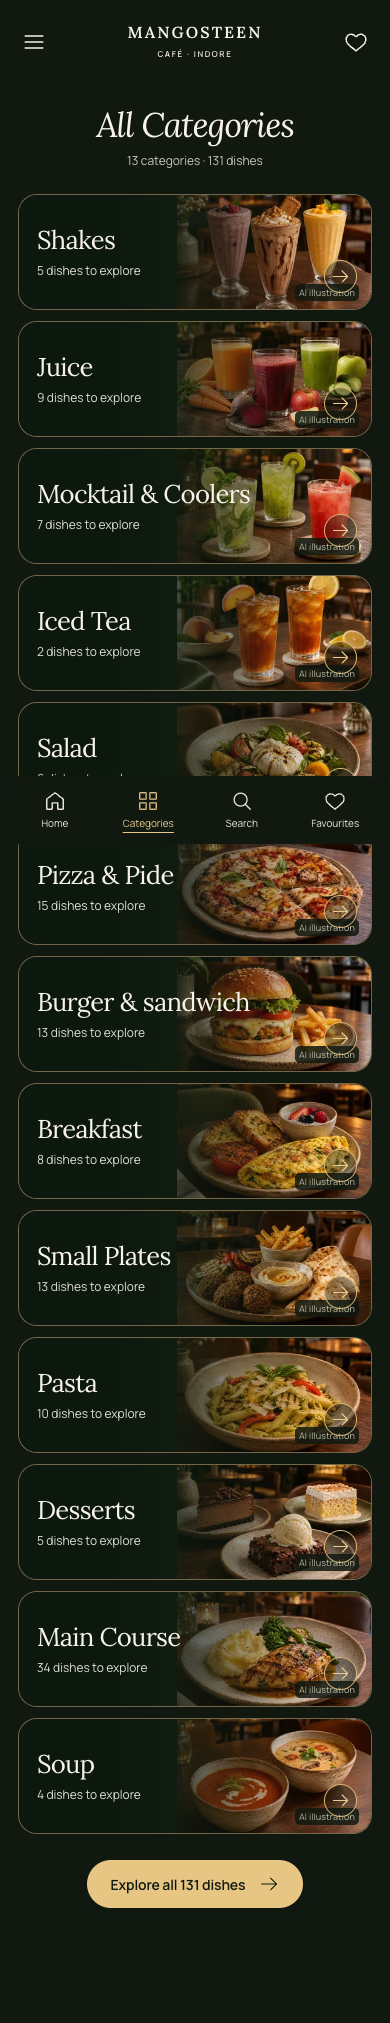 MANGOSTEEN
CAFÉ · INDORE
All Categories
13 categories · 131 dishes
Shakes
5 dishes to explore
AI illustration
Juice
9 dishes to explore
AI illustration
Mocktail & Coolers
7 dishes to explore
AI illustration
Iced Tea
2 dishes to explore
AI illustration
Salad
Home
Categories
Search
Favourites
Pizza & Pide
15 dishes to explore
AI illustration
Burger & sandwich
13 dishes to explore
AI illustration
Breakfast
8 dishes to explore
AI illustration
Small Plates
13 dishes to explore
AI illustration
Pasta
10 dishes to explore
AI illustration
Desserts
5 dishes to explore
AI illustration
Main Course
34 dishes to explore
AI illustration
Soup
4 dishes to explore
AI illustration
Explore all 131 dishes